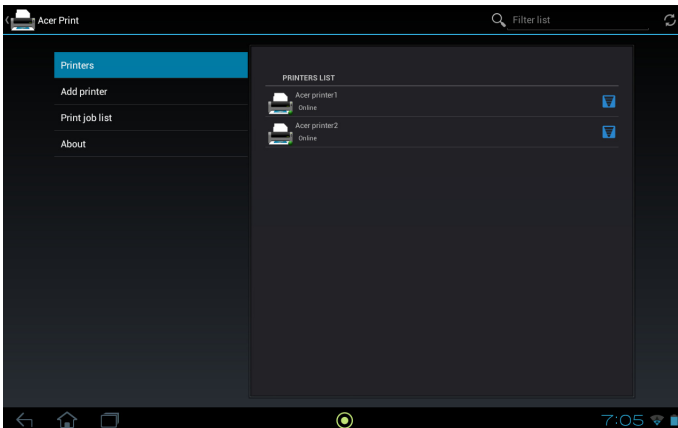 Acer Print
Filter list
Printers
Add printer
Print job list
About
PRINTERS LIST
Acer printer1
Online
Acer printer2
Online
7:05